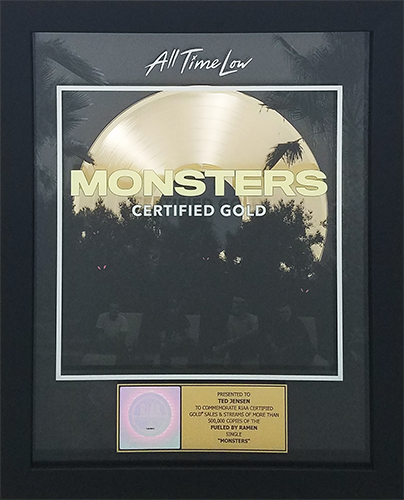 All Time Low
MONSTERS
CERTIFIED GOLD
PRESENTED TO
TED JENSEN
TO COMMEMORATE RIAA CERTIFIED
GOLD® SALES & STREAMS OF MORE THAN
500,000 COPIES OF THE
FUELED BY RAMEN
SINGLE
"MONSTERS"